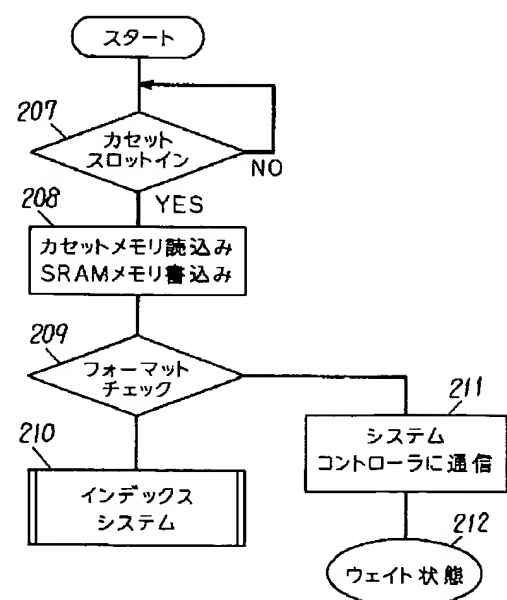 スタート
207
カセット
スロットイン
NO
YES
208
カセットメモリ読込み
SRAMメモリ書込み
209
フォーマット
チェック
211
システム
コントローラに通信
210
インデックス
システム
212
ウェイト状態